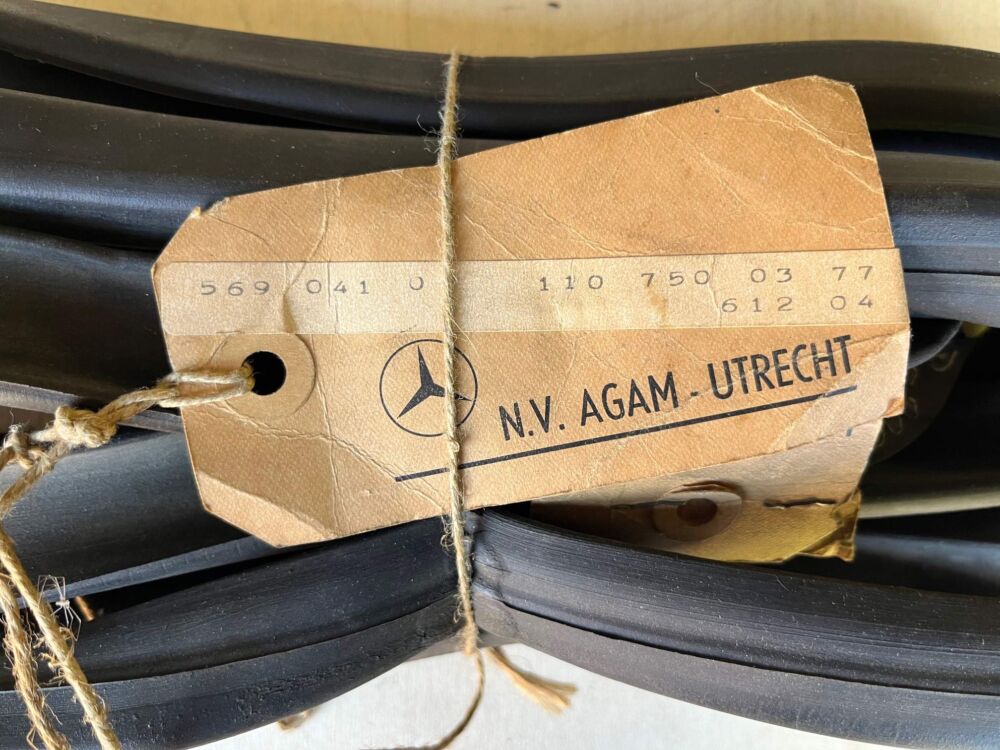 569 041 0 110 750 03 77
612 04
N.V. AGAM - UTRECHT